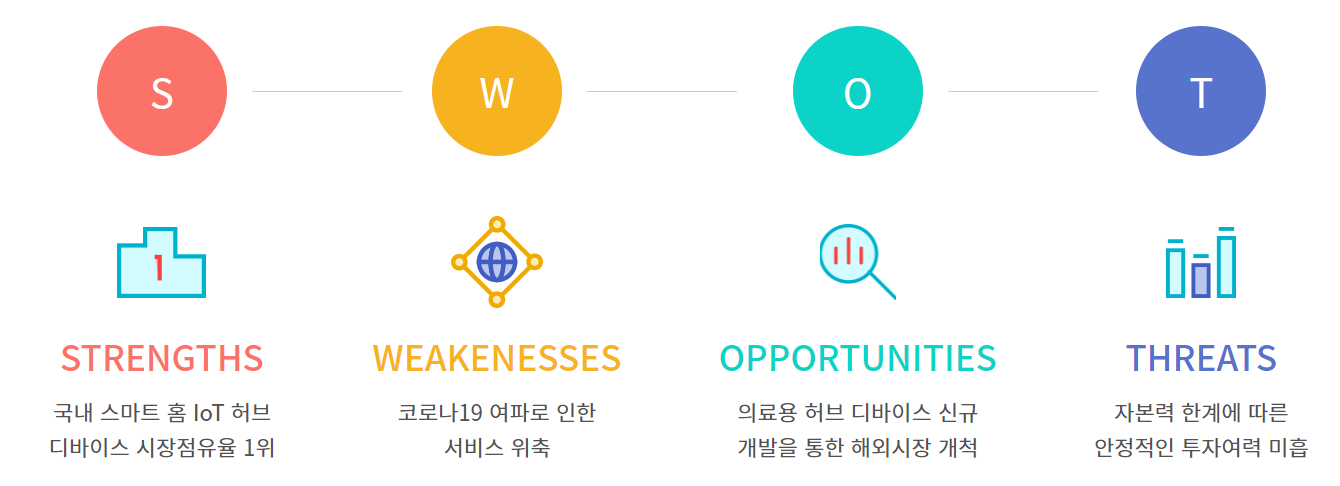 S
W
O
T
1
STRENGTHS
국내 스마트 홈 IoT 허브
디바이스 시장점유율 1위
WEAKENESSES
코로나19 여파로 인한
서비스 위축
OPPORTUNITIES
의료용 허브 디바이스 신규
개발을 통한 해외시장 개척
THREATS
자본력 한계에 따른
안정적인 투자여력 미흡